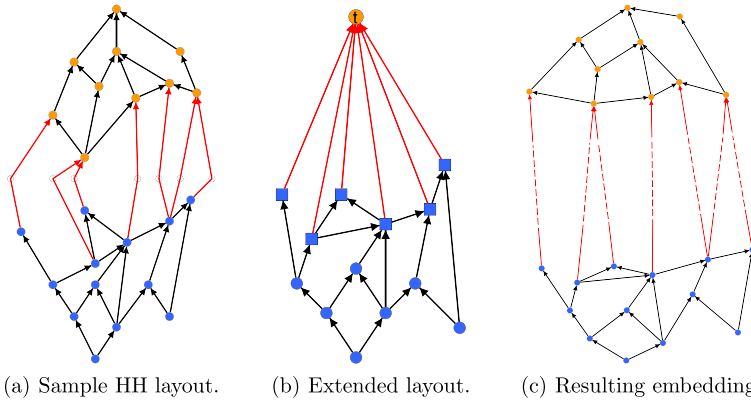 t
(a) Sample HH layout.
(b) Extended layout.
(c) Resulting embedding